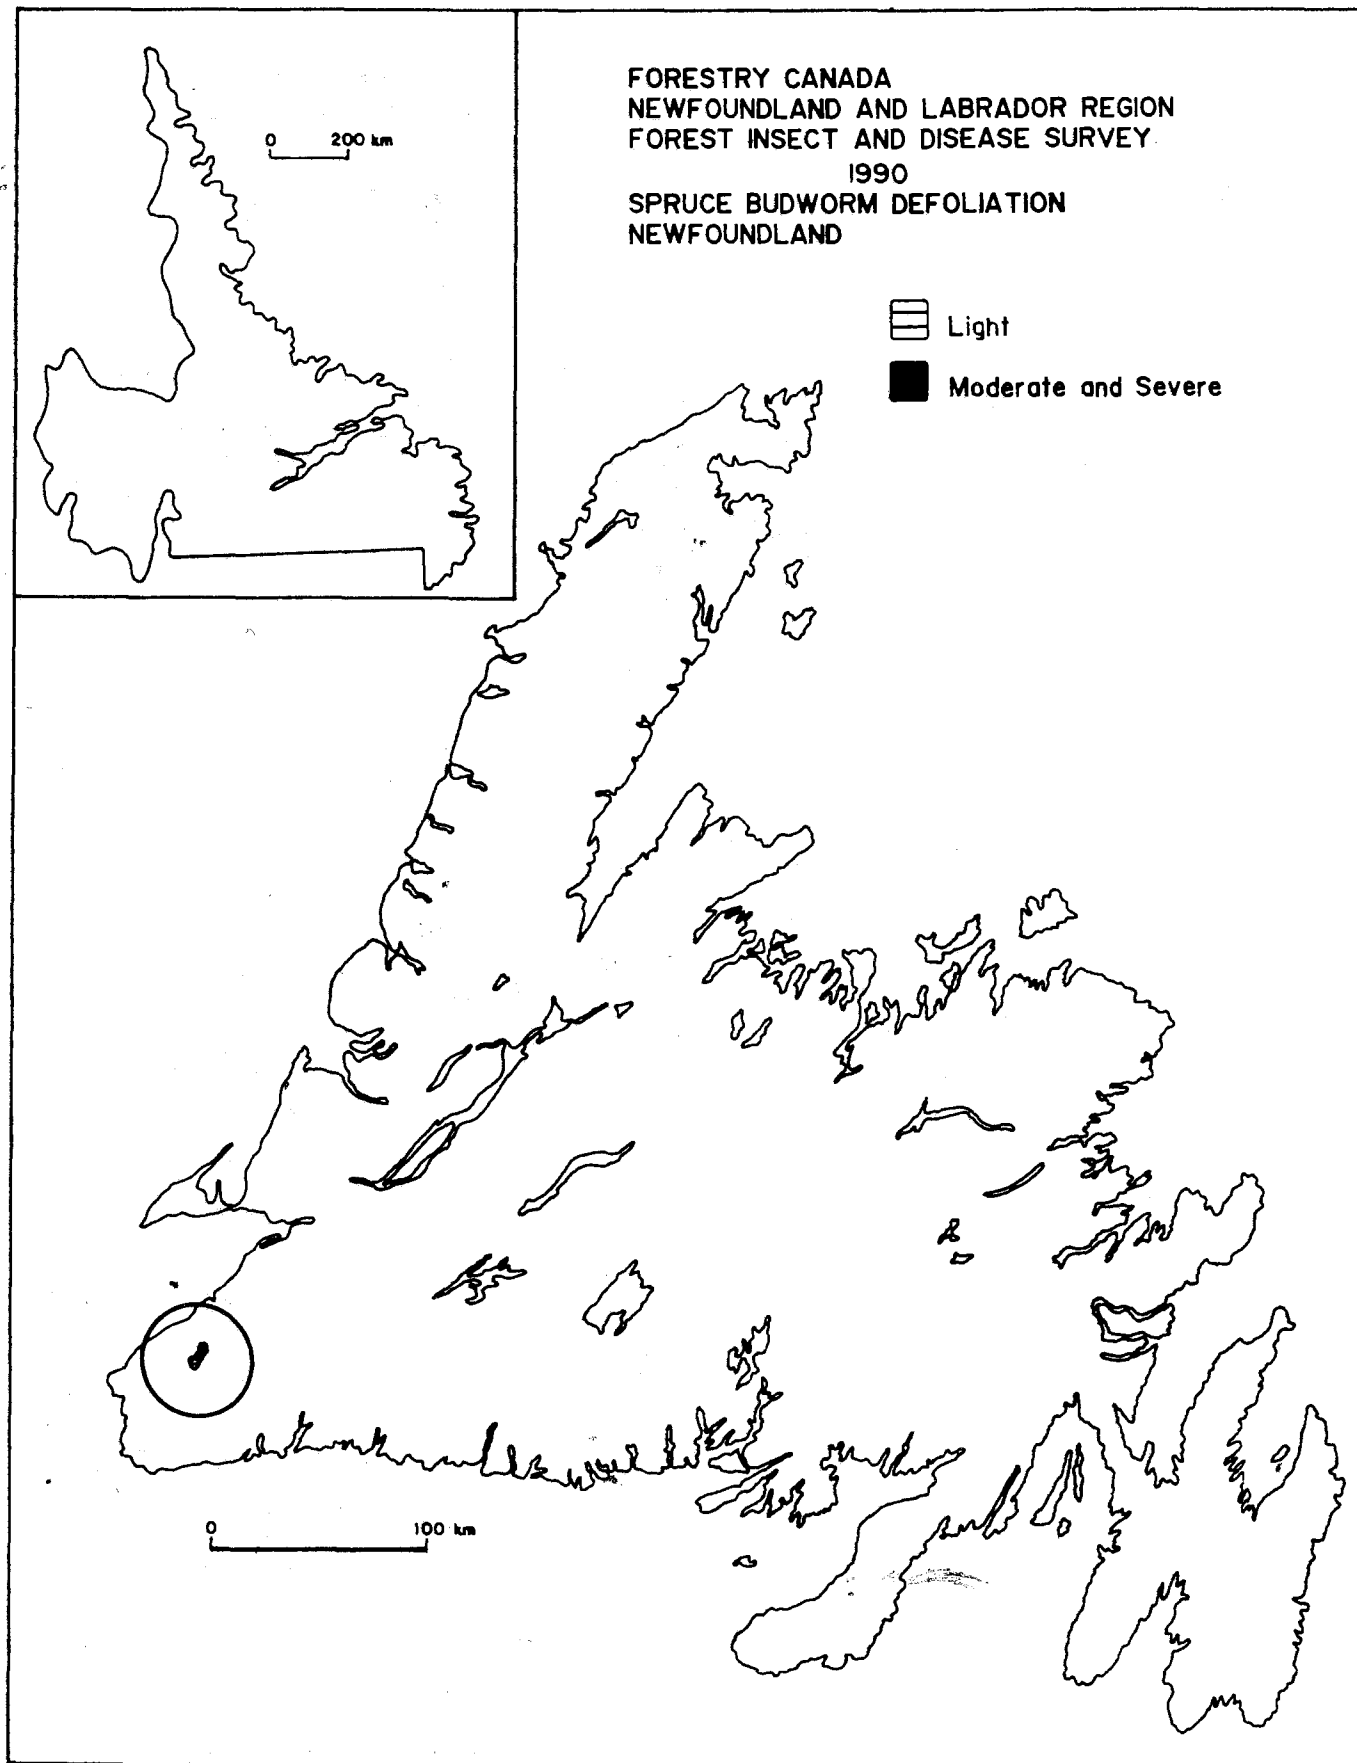 FORESTRY CANADA
NEWFOUNDLAND AND LABRADOR REGION
FOREST INSECT AND DISEASE SURVEY
1990
SPRUCE BUDWORM DEFOLIATION
NEWFOUNDLAND
0 200 km
Light
Moderate and Severe
0 100 km